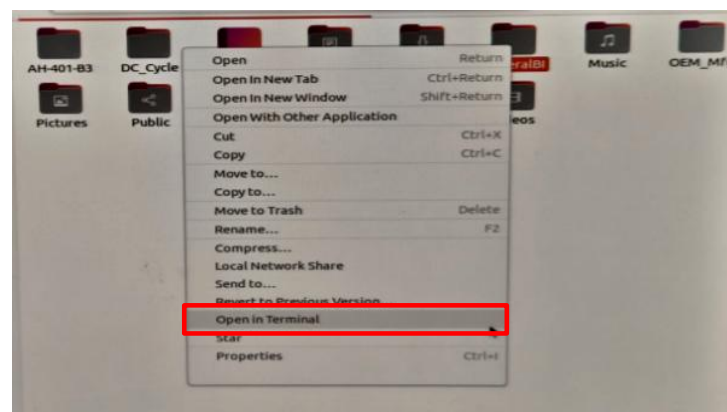 AH-401-B3
DC_Cycle
eralBI
Music
Pictures
Public
eos
Open Return
Open In New Tab Ctrl+Return
Open In New Window Shift+Return
Open With Other Application
Cut Ctrl+X
Copy Ctrl+C
Move to...
Copy to...
Move to Trash Delete
Rename... F2
Compress...
Local Network Share
Send to...
Revert to Previous Version
Open in Terminal
Star
Properties Ctrl+I